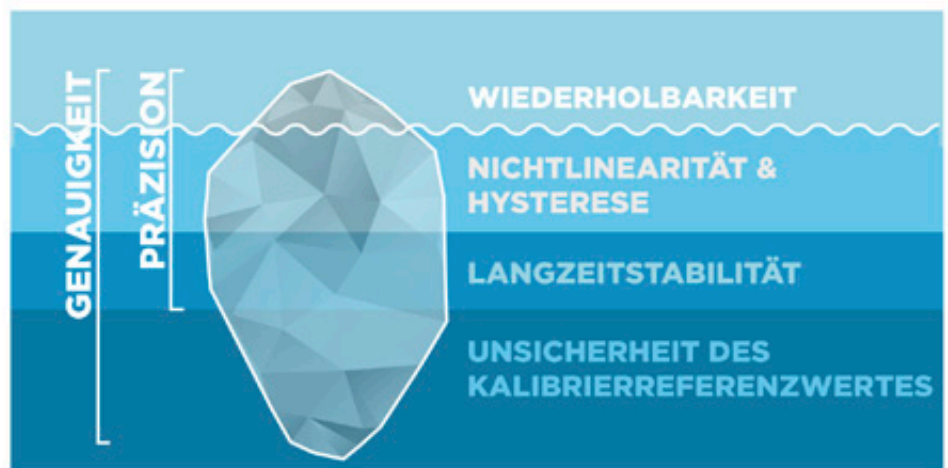 GENAUIGKEIT
PRÄZISION
WIEDERHOLBARKEIT
NICHTLINEARITÄT &
HYSTERESE
LANGZEITSTABILITÄT
UNSICHERHEIT DES
KALIBRIERREFERENZWERTES